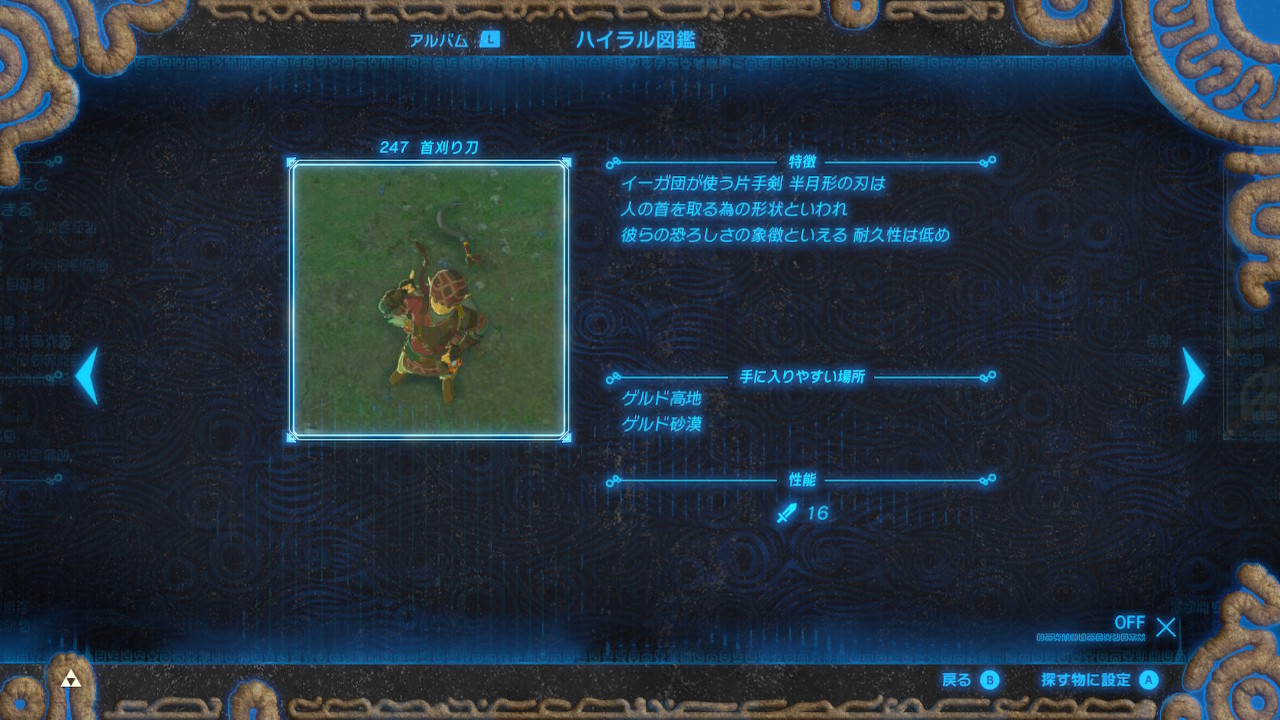 アルバム L ハイラル図鑑
247 首刈り刀
特徴
イーガ団が使う片手剣 半月形の刃は
人の首を取る為の形状といわれ
彼らの恐ろしさの象徴といえる 耐久性は低め
手に入りやすい場所
ゲルド高地
ゲルド砂漠
性能
16
OFF
戻る B 探す物に設定 A